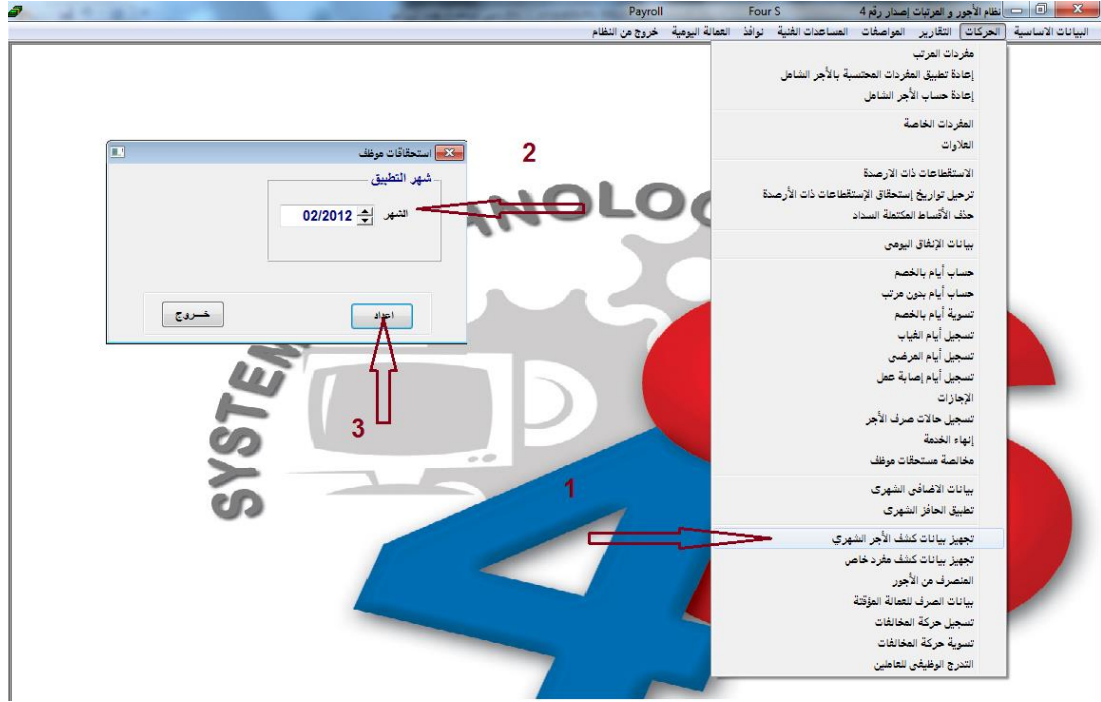 نظام الأجور و المرتبات إصدار رقم 4 Four S Payroll
البيانات الاساسية الحركات التقارير المواصفات المساعدات الفنية نوافذ العمالة اليومية خروج من النظام
مفردات المرتب
إعادة تطبيق المفردات المحتسبة بالأجر الشامل
إعادة حساب الأجر الشامل
المفردات الخاصة
العلاوات
الاستقطاعات ذات الارصدة
ترحيل تواريخ إستحقاق الإستقطاعات ذات الأرصدة
حذف الأقساط المكتملة السداد
بيانات الإنفاق اليومى
حساب أيام بالخصم
حساب أيام بدون مرتب
تسوية أيام بالخصم
تسجيل أيام الغياب
تسجيل أيام المرضى
تسجيل أيام إصابة عمل
الإجازات
تسجيل حالات صرف الأجر
إنهاء الخدمة
مخالصة مستحقات موظف
بيانات الاضافى الشهرى
تطبيق الحافز الشهرى
تجهيز بيانات كشف الأجر الشهري
تجهيز بيانات كشف مفرد خاص
المنصرف من الأجور
بيانات الصرف للعمالة المؤقتة
تسجيل حركة المخالفات
تسوية حركة المخالفات
التدرج الوظيفى للعاملين
استحقاقات موظف
شهر التطبيق
الشهر 02/2012
اعداد خــروج
1
2
3
SYSTEM
4